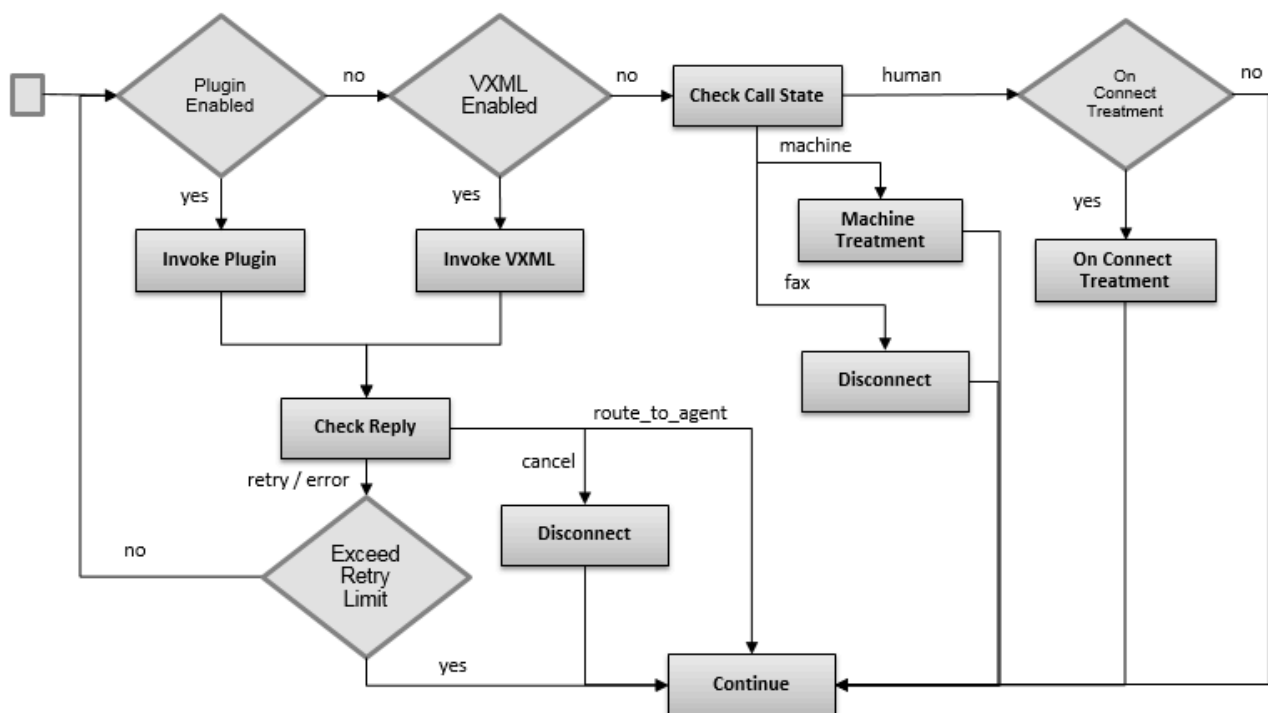 Plugin
Enabled
no
VXML
Enabled
no
Check Call State
human
On
Connect
Treatment
no
machine
yes
yes
Machine
Treatment
yes
Invoke Plugin
Invoke VXML
On Connect
Treatment
fax
Disconnect
Check Reply
route_to_agent
cancel
retry / error
Disconnect
no
Exceed
Retry
Limit
yes
Continue